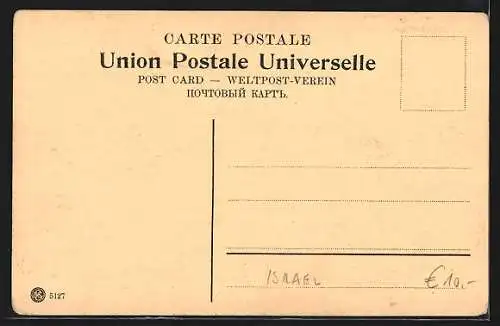 CARTE POSTALE
Union Postale Universelle
POST CARD — WELTPOST-VEREIN
ПОЧТОВЫЙ КАРТЪ.
ISRAEL € 10.-
5127